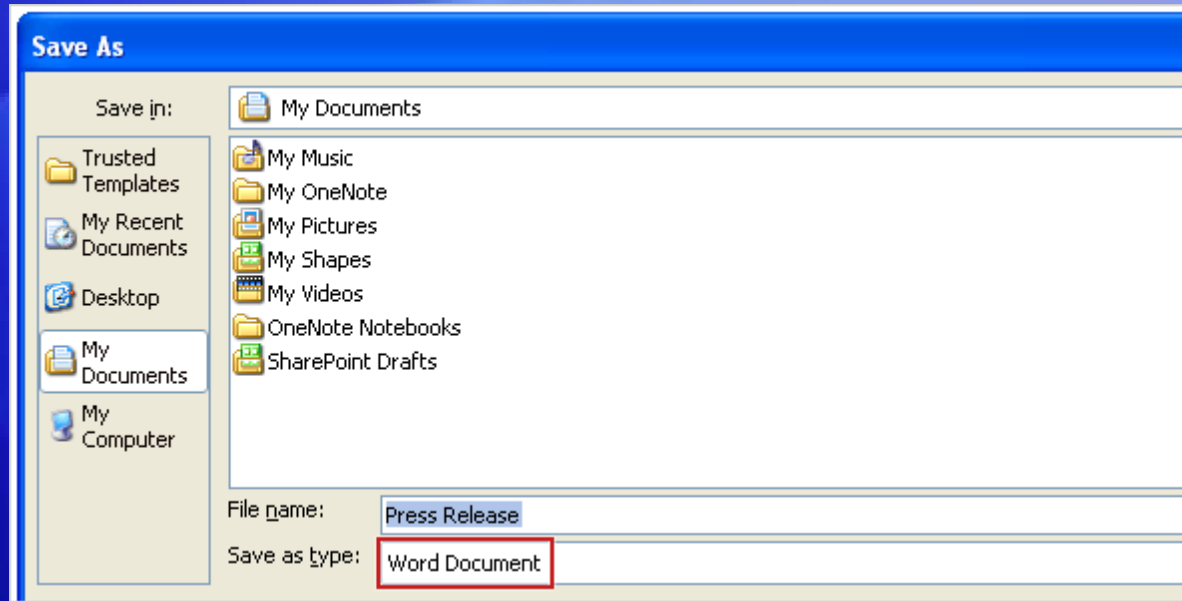 Save As
Save in:
My Documents
Trusted
Templates
My Recent
Documents
Desktop
My
Documents
My
Computer
My Music
My OneNote
My Pictures
My Shapes
My Videos
OneNote Notebooks
SharePoint Drafts
File name:
Press Release
Save as type:
Word Document